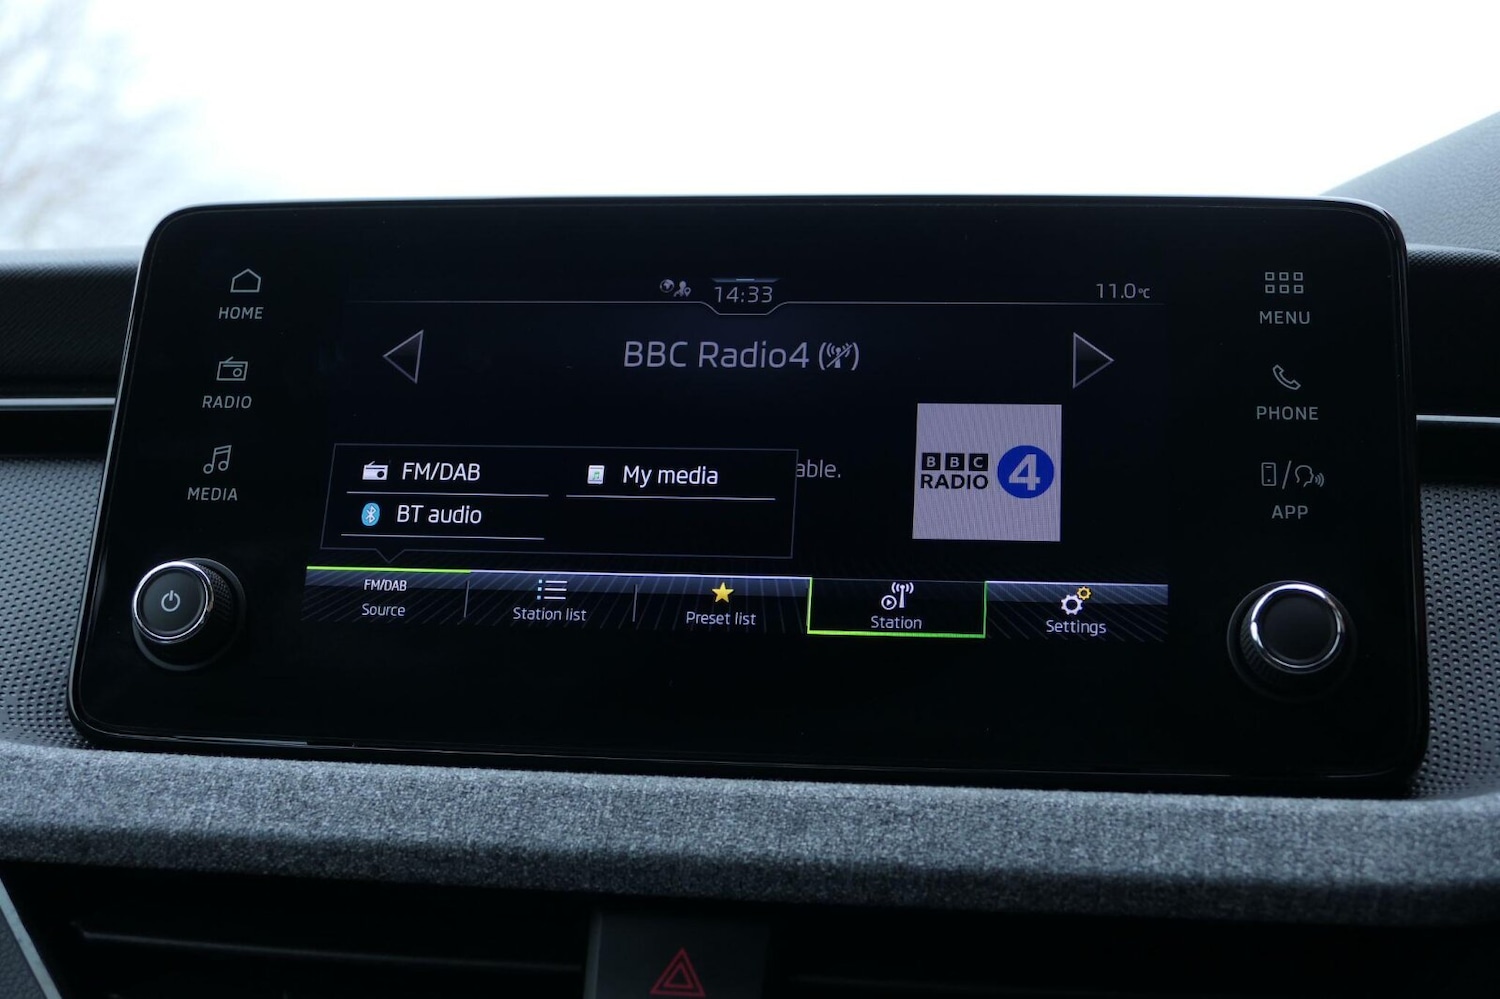 HOME
RADIO
MEDIA
14:33
11.0°C
BBC Radio4
FM/DAB
My media
able.
BT audio
BBC
RADIO 4
FM/DAB
Source
Station list
Preset list
Station
Settings
MENU
PHONE
APP